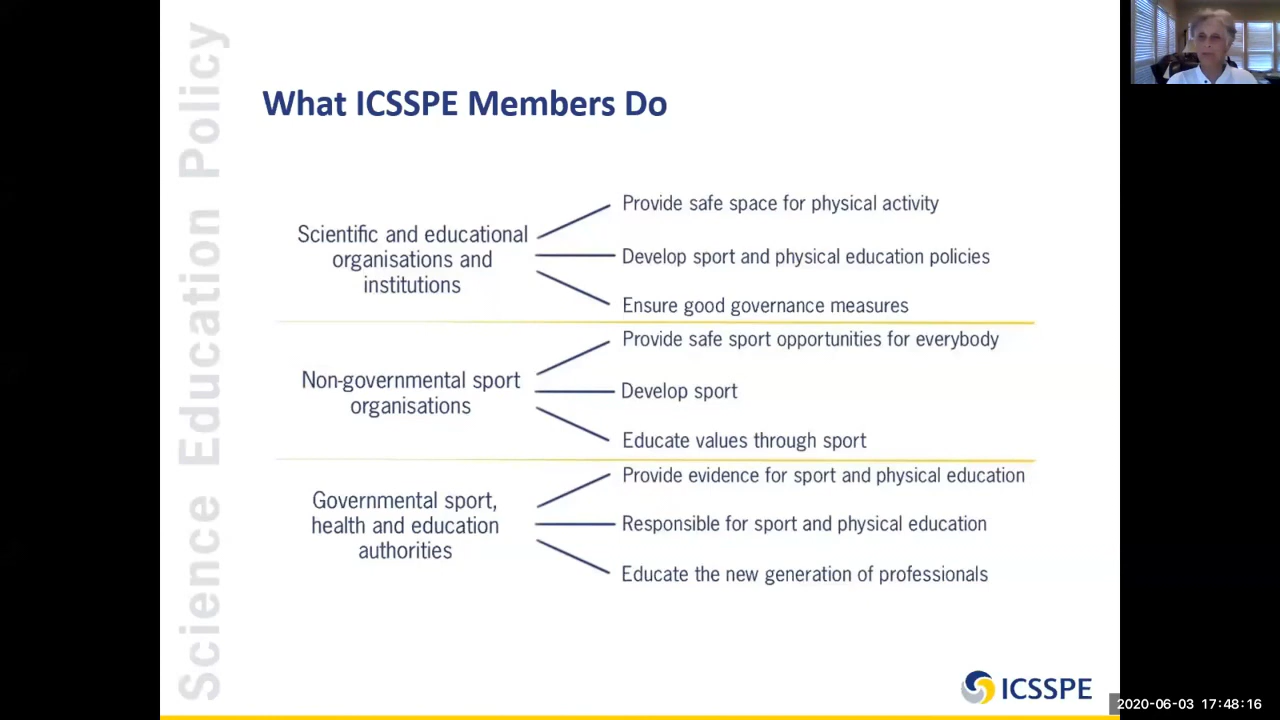 What ICSSPE Members Do
Science Education Policy
Scientific and educational
organisations and
institutions
Provide safe space for physical activity
Develop sport and physical education policies
Ensure good governance measures
Non-governmental sport
organisations
Provide safe sport opportunities for everybody
Develop sport
Educate values through sport
Governmental sport,
health and education
authorities
Provide evidence for sport and physical education
Responsible for sport and physical education
Educate the new generation of professionals
ICSSPE
2020-06-03 17:48:16